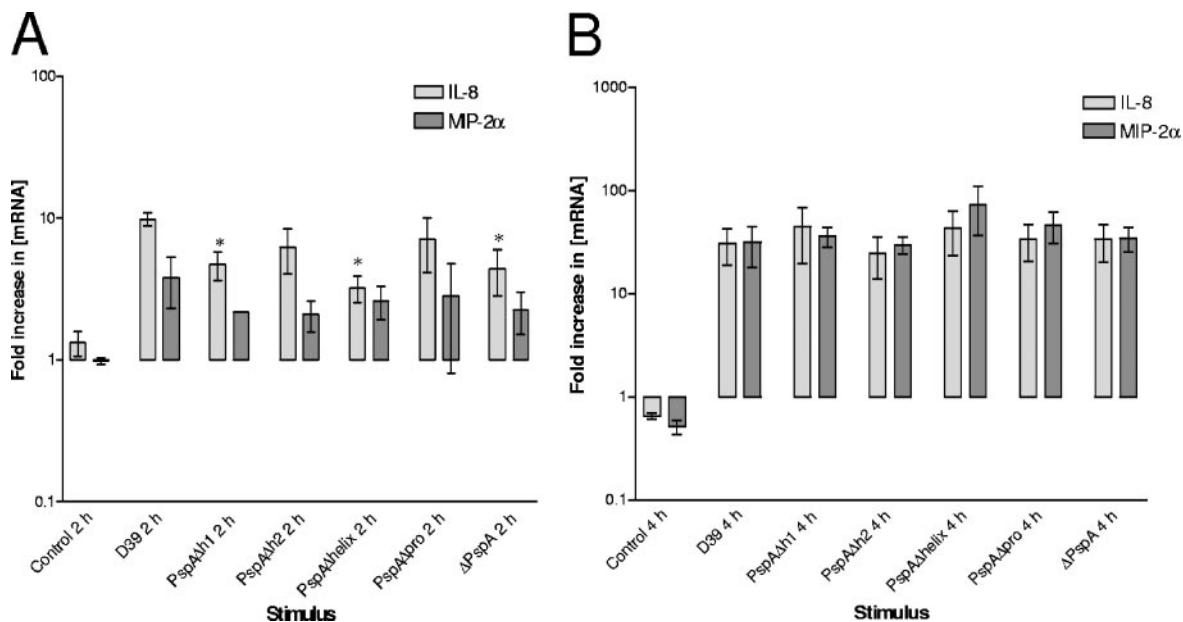 A
100
10
1
0.1
Fold increase in [mRNA]
IL-8
MIP-2α
*
*
*
Control 2 h
D39 2 h
PspAΔh1 2 h
PspAΔh2 2 h
PspAΔhelix 2 h
PspAΔpro 2 h
ΔPspA 2 h
Stimulus
B
1000
100
10
1
0.1
Fold increase in [mRNA]
IL-8
MIP-2α
Control 4 h
D39 4 h
PspAΔh1 4 h
PspAΔh2 4 h
PspAΔhelix 4 h
PspAΔpro 4 h
ΔPspA 4 h
Stimulus